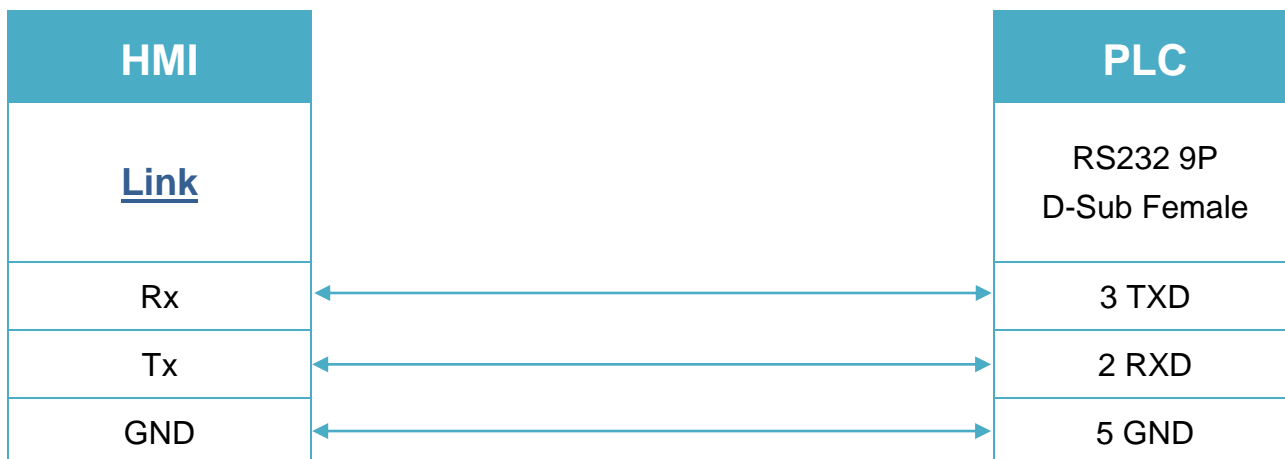 HMI PLC
Link RS232 9P
D-Sub Female
Rx 3 TXD
Tx 2 RXD
GND 5 GND